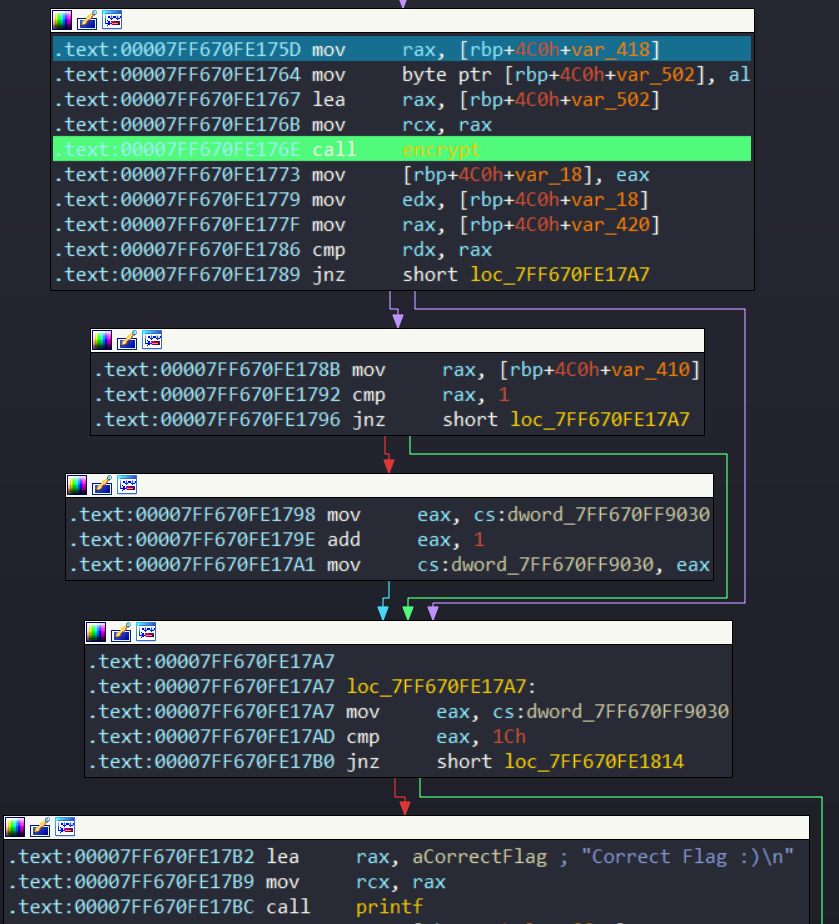 .text:00007FF670FE175D mov rax, [rbp+4C0h+var_418]
.text:00007FF670FE1764 mov byte ptr [rbp+4C0h+var_502], al
.text:00007FF670FE1767 lea rax, [rbp+4C0h+var_502]
.text:00007FF670FE176B mov rcx, rax
.text:00007FF670FE176E call encrypt
.text:00007FF670FE1773 mov [rbp+4C0h+var_18], eax
.text:00007FF670FE1779 mov edx, [rbp+4C0h+var_18]
.text:00007FF670FE177F mov rax, [rbp+4C0h+var_420]
.text:00007FF670FE1786 cmp rdx, rax
.text:00007FF670FE1789 jnz short loc_7FF670FE17A7
.text:00007FF670FE178B mov rax, [rbp+4C0h+var_410]
.text:00007FF670FE1792 cmp rax, 1
.text:00007FF670FE1796 jnz short loc_7FF670FE17A7
.text:00007FF670FE1798 mov eax, cs:dword_7FF670FF9030
.text:00007FF670FE179E add eax, 1
.text:00007FF670FE17A1 mov cs:dword_7FF670FF9030, eax
.text:00007FF670FE17A7
.text:00007FF670FE17A7 loc_7FF670FE17A7:
.text:00007FF670FE17A7 mov eax, cs:dword_7FF670FF9030
.text:00007FF670FE17AD cmp eax, 1Ch
.text:00007FF670FE17B0 jnz short loc_7FF670FE1814
.text:00007FF670FE17B2 lea rax, aCorrectFlag ; "Correct Flag :)\n"
.text:00007FF670FE17B9 mov rcx, rax
.text:00007FF670FE17BC call printf